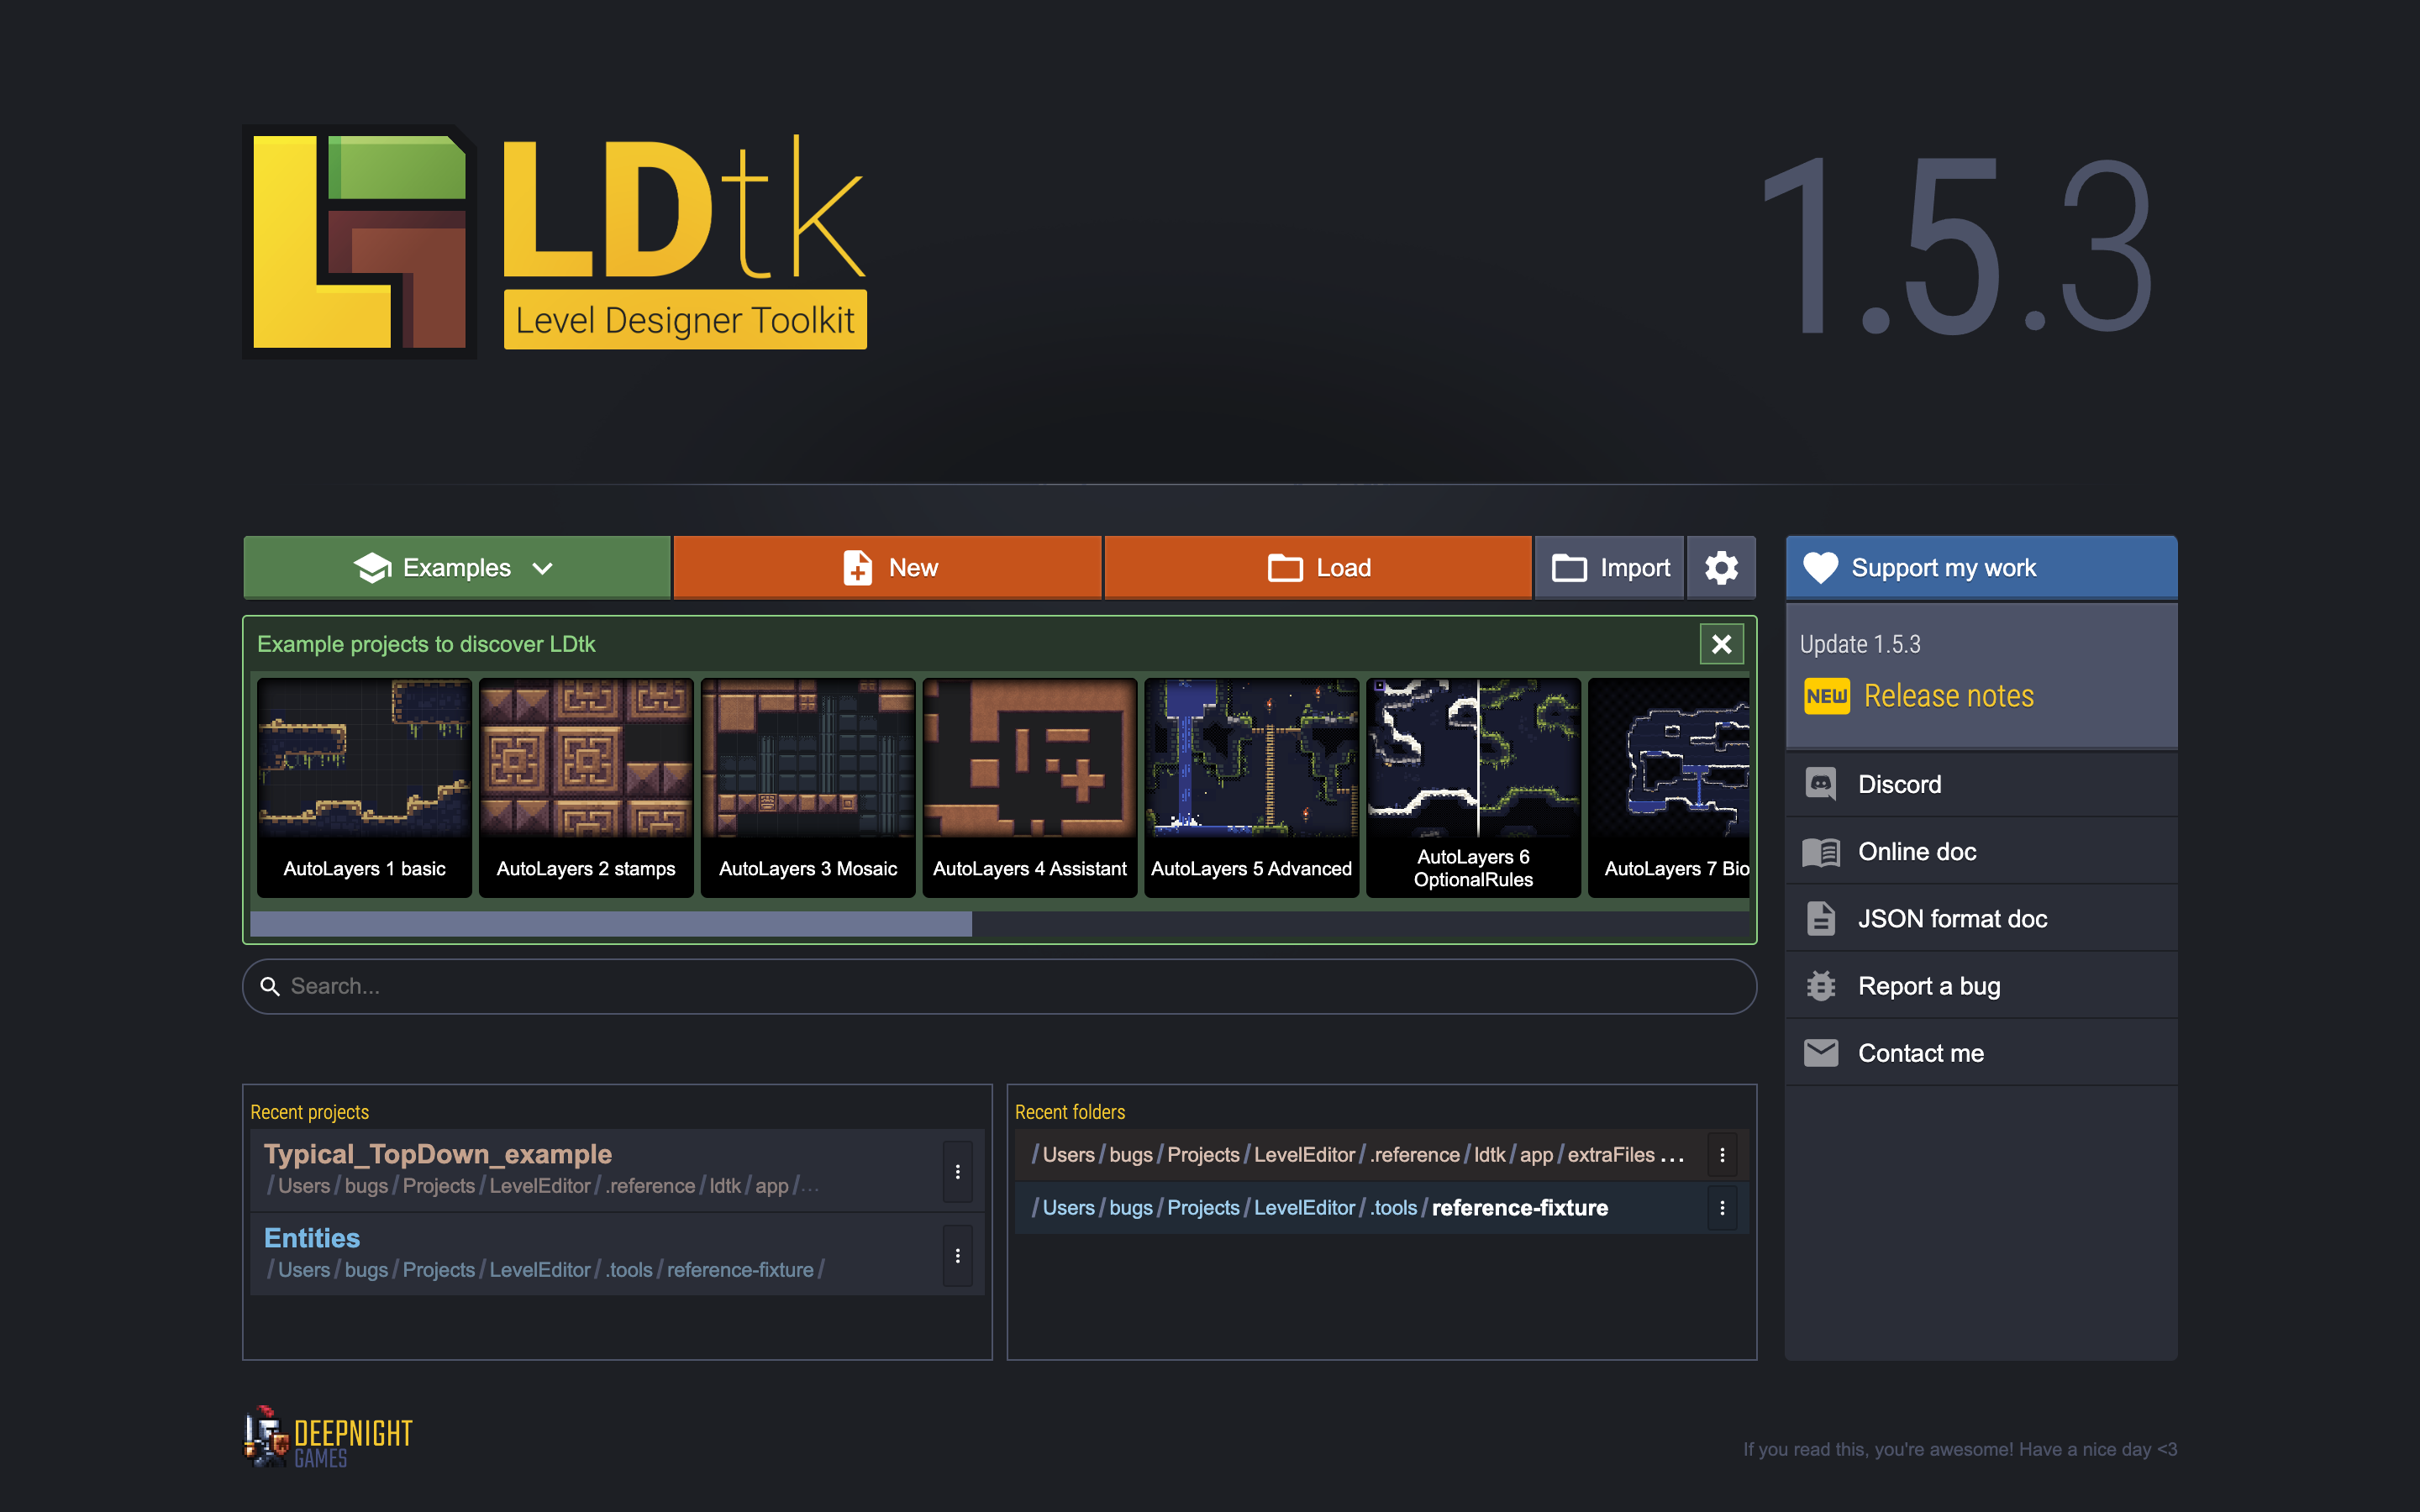 LDtk
Level Designer Toolkit
1.5.3
Examples
New
Load
Import
Support my work
Example projects to discover LDtk
AutoLayers 1 basic
AutoLayers 2 stamps
AutoLayers 3 Mosaic
AutoLayers 4 Assistant
AutoLayers 5 Advanced
AutoLayers 6
OptionalRules
AutoLayers 7 Bio
Search...
Update 1.5.3
NEW Release notes
Discord
Online doc
JSON format doc
Report a bug
Contact me
Recent projects
Typical_TopDown_example
/Users/bugs/Projects/LevelEditor/.reference/ldtk/app/...
Entities
/Users/bugs/Projects/LevelEditor/.tools/reference-fixture/
Recent folders
/Users/bugs/Projects/LevelEditor/.reference/ldtk/app/extraFiles ...
/Users/bugs/Projects/LevelEditor/.tools/reference-fixture
DEEPNIGHT
GAMES
If you read this, you're awesome! Have a nice day <3